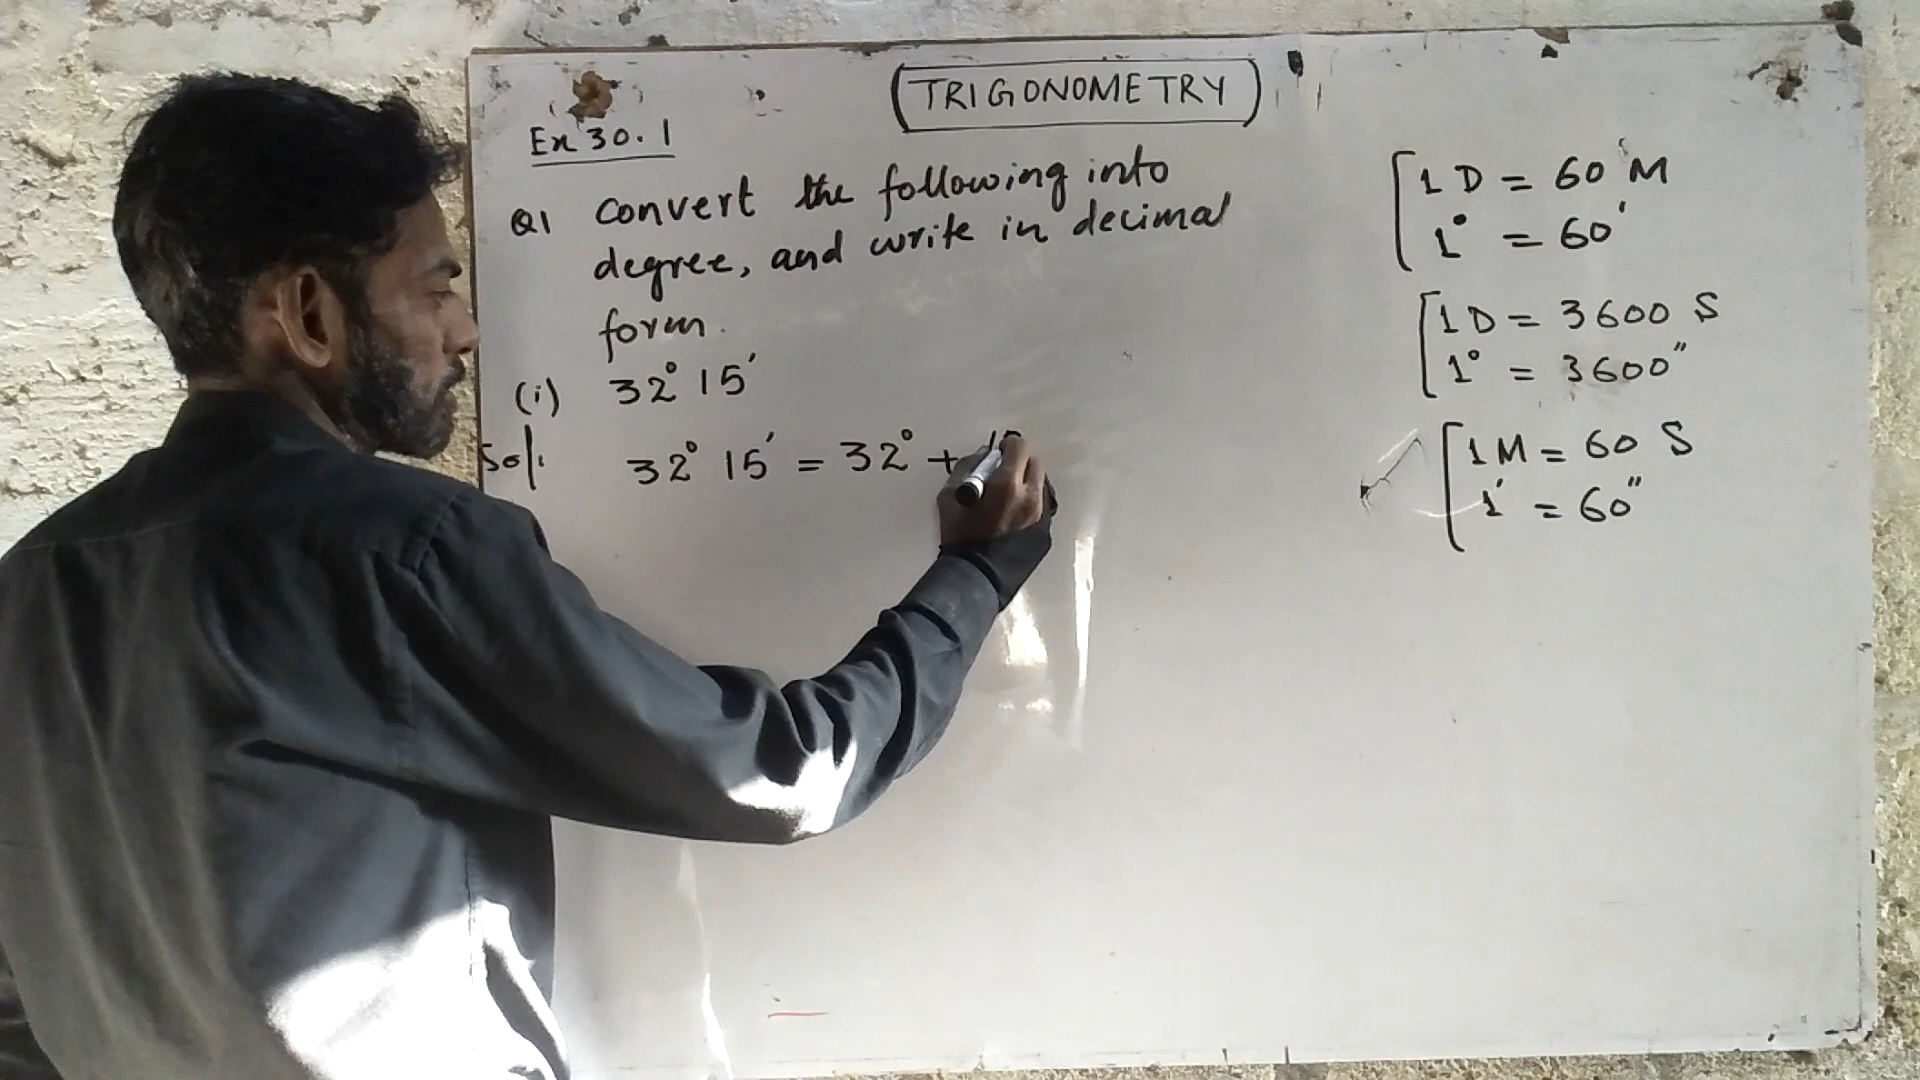 TRIGONOMETRY
Ex 30.1
Q1 Convert the following into
degree, and write in decimal
form.
(i) 32° 15′
Sol: 32° 15′ = 32° +
1 D = 60 M
1° = 60′
1 D = 3600 S
1° = 3600″
1 M = 60 S
1′ = 60″